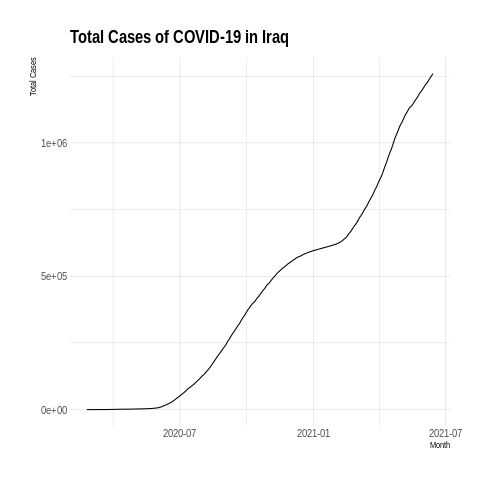 Total Cases of COVID-19 in Iraq
Total Cases
1e+06
5e+05
0e+00
2020-07
2021-01
2021-07
Month